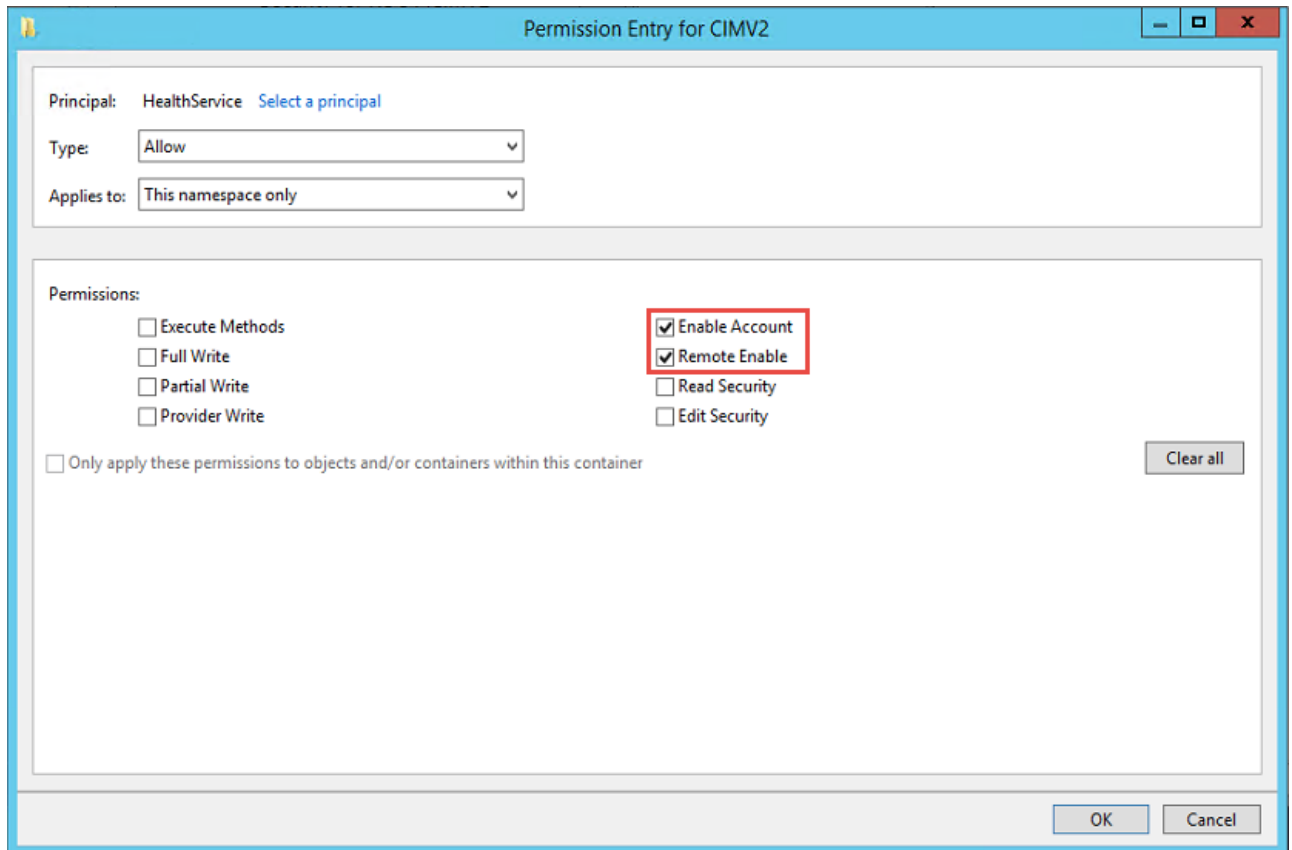 Permission Entry for CIMV2
Principal: HealthService Select a principal
Type: Allow
Applies to: This namespace only
Permissions:
Execute Methods Enable Account
Full Write Remote Enable
Partial Write Read Security
Provider Write Edit Security
Only apply these permissions to objects and/or containers within this container
Clear all
OK Cancel